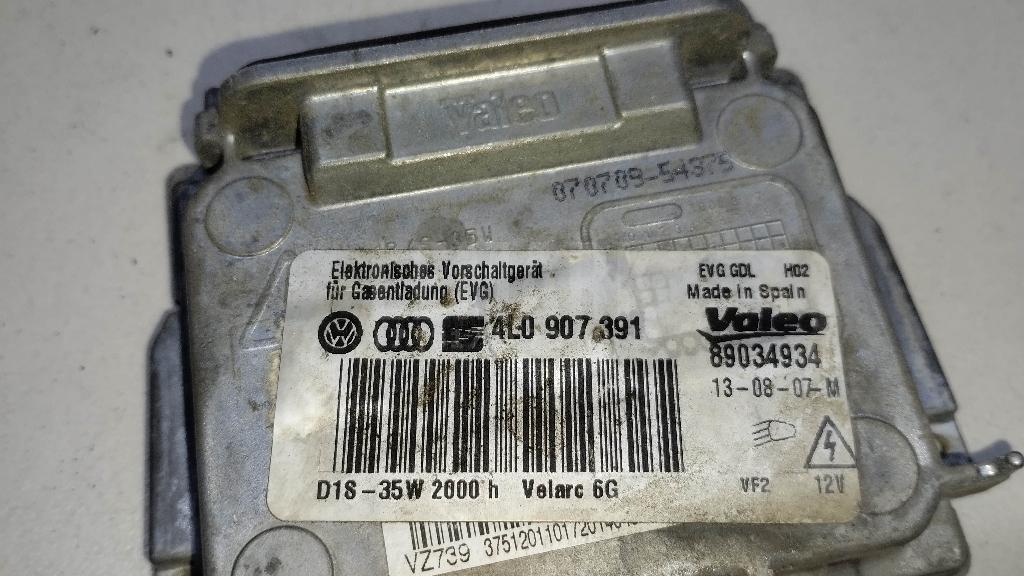 Valeo
070709-54375
Elektronisches Vorschaltgerät
für Gasentladung (EVG)
EVG GDL H02
Made in Spain
4L0 907 391
Valeo
89034934
13-08-07-M
D1S-35W 2000 h Velarc 6G
VF2 12V
VZ739